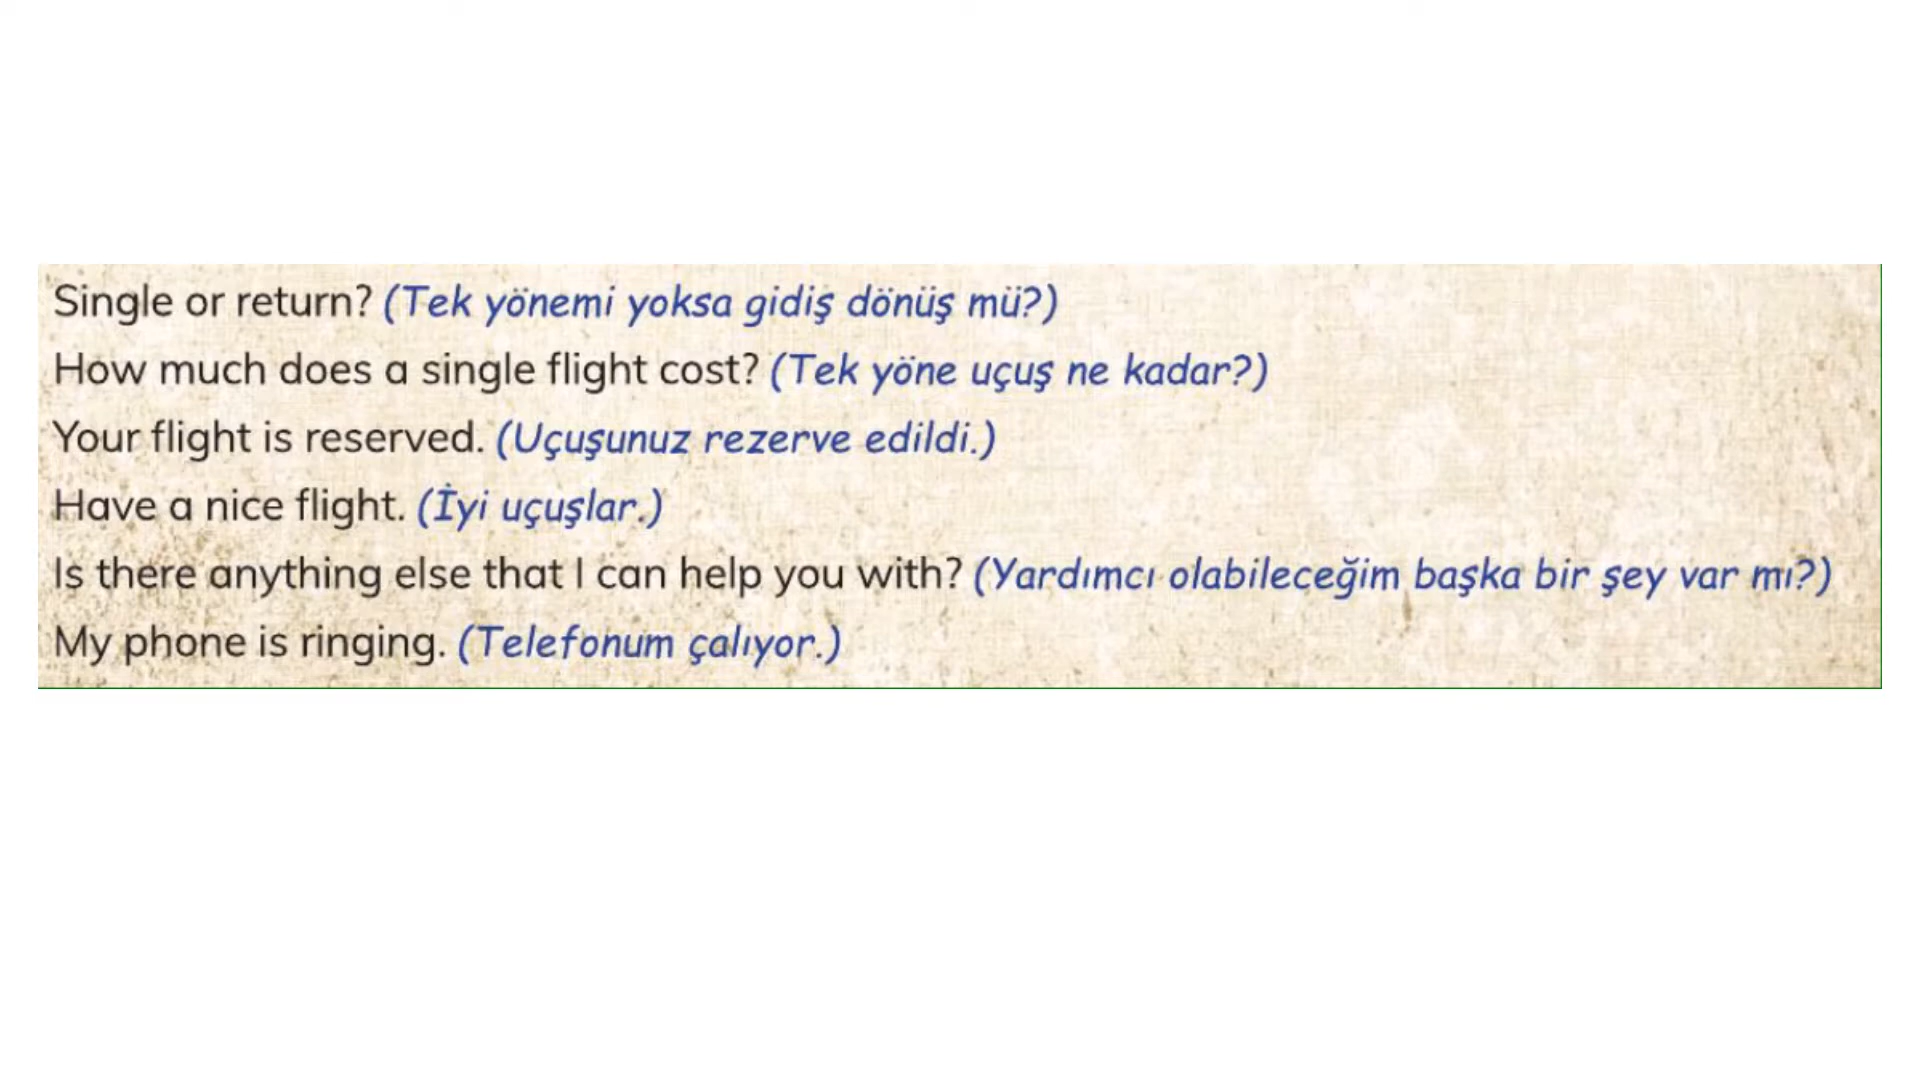 Single or return? (Tek yönemi yoksa gidiş dönüş mü?)
How much does a single flight cost? (Tek yöne uçuş ne kadar?)
Your flight is reserved. (Uçuşunuz rezerve edildi.)
Have a nice flight. (İyi uçuşlar.)
Is there anything else that I can help you with? (Yardımcı olabileceğim başka bir şey var mı?)
My phone is ringing. (Telefonum çalıyor.)